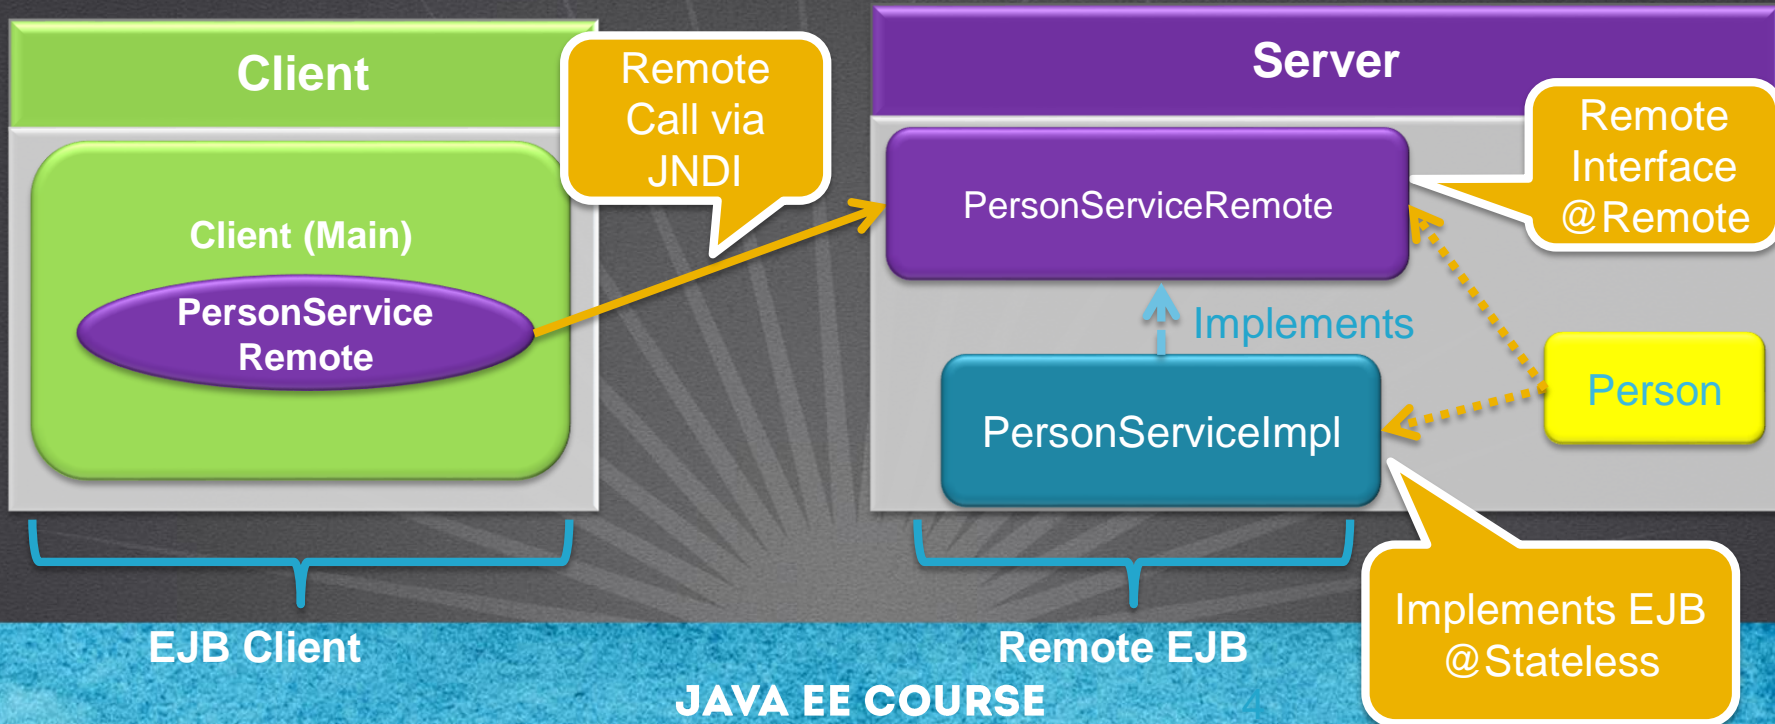 Client
Server
Remote
Call via
JNDI
Remote
Interface
@Remote
Client (Main)
PersonService
Remote
PersonServiceRemote
Implements
PersonServiceImpl
Person
Implements EJB
@Stateless
EJB Client
Remote EJB
JAVA EE COURSE
4